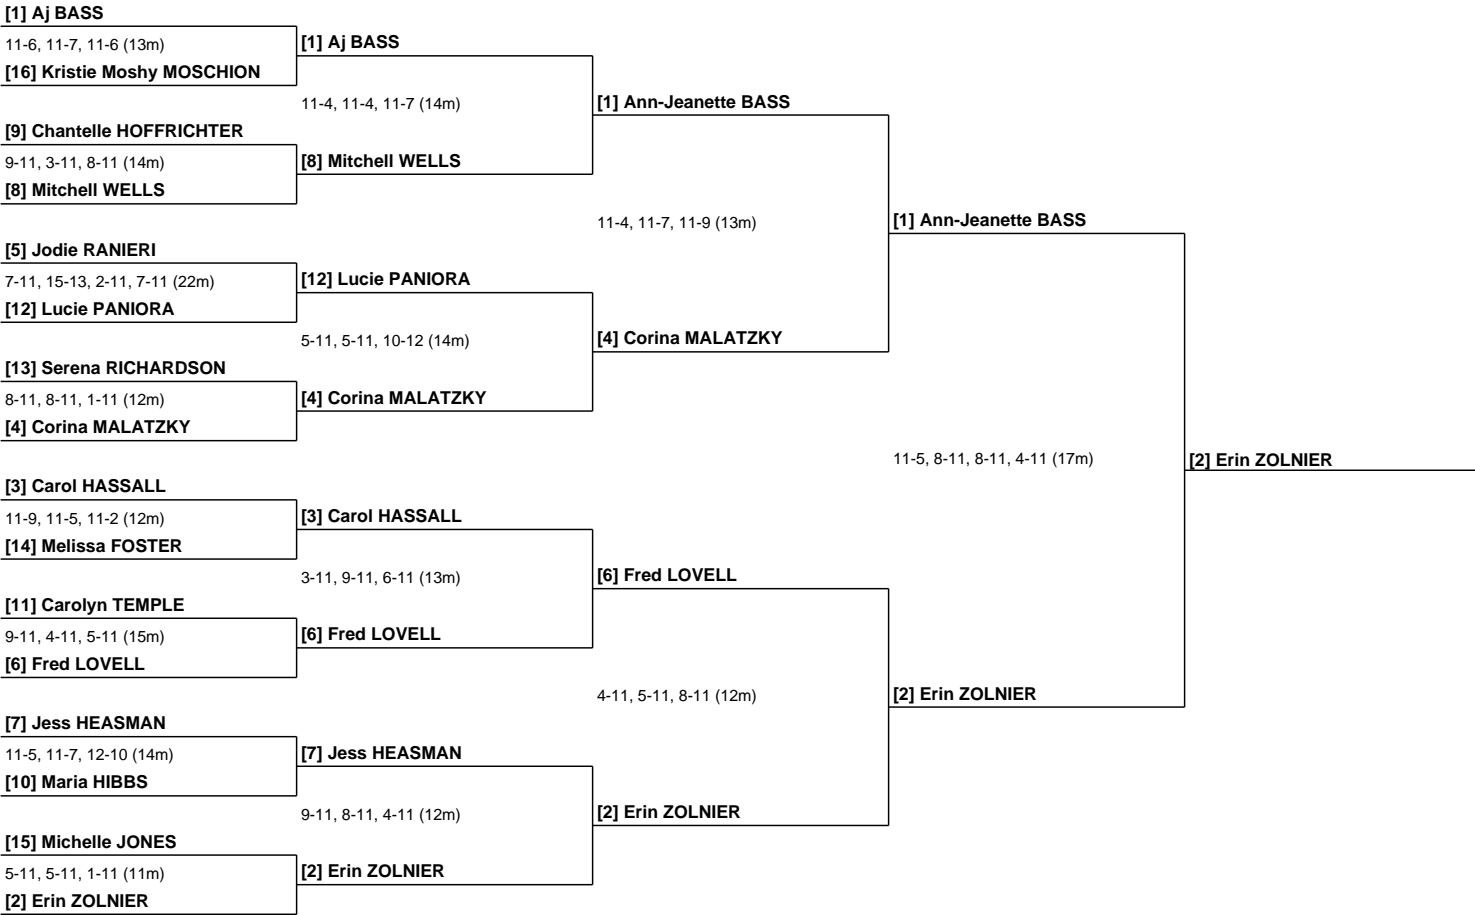 [1] Aj BASS
11-6, 11-7, 11-6 (13m)
[16] Kristie Moshy MOSCHION
[9] Chantelle HOFFRICHTER
9-11, 3-11, 8-11 (14m)
[8] Mitchell WELLS
[5] Jodie RANIERI
7-11, 15-13, 2-11, 7-11 (22m)
[12] Lucie PANIORA
[13] Serena RICHARDSON
8-11, 8-11, 1-11 (12m)
[4] Corina MALATZKY
[3] Carol HASSALL
11-9, 11-5, 11-2 (12m)
[14] Melissa FOSTER
[11] Carolyn TEMPLE
9-11, 4-11, 5-11 (15m)
[6] Fred LOVELL
[7] Jess HEASMAN
11-5, 11-7, 12-10 (14m)
[10] Maria HIBBS
[15] Michelle JONES
5-11, 5-11, 1-11 (11m)
[2] Erin ZOLNIER
[1] Aj BASS
11-4, 11-4, 11-7 (14m)
[8] Mitchell WELLS
[12] Lucie PANIORA
5-11, 5-11, 10-12 (14m)
[4] Corina MALATZKY
[3] Carol HASSALL
3-11, 9-11, 6-11 (13m)
[6] Fred LOVELL
[7] Jess HEASMAN
9-11, 8-11, 4-11 (12m)
[2] Erin ZOLNIER
[1] Ann-Jeanette BASS
11-4, 11-7, 11-9 (13m)
[4] Corina MALATZKY
[6] Fred LOVELL
4-11, 5-11, 8-11 (12m)
[2] Erin ZOLNIER
[1] Ann-Jeanette BASS
11-5, 8-11, 8-11, 4-11 (17m)
[2] Erin ZOLNIER
[2] Erin ZOLNIER